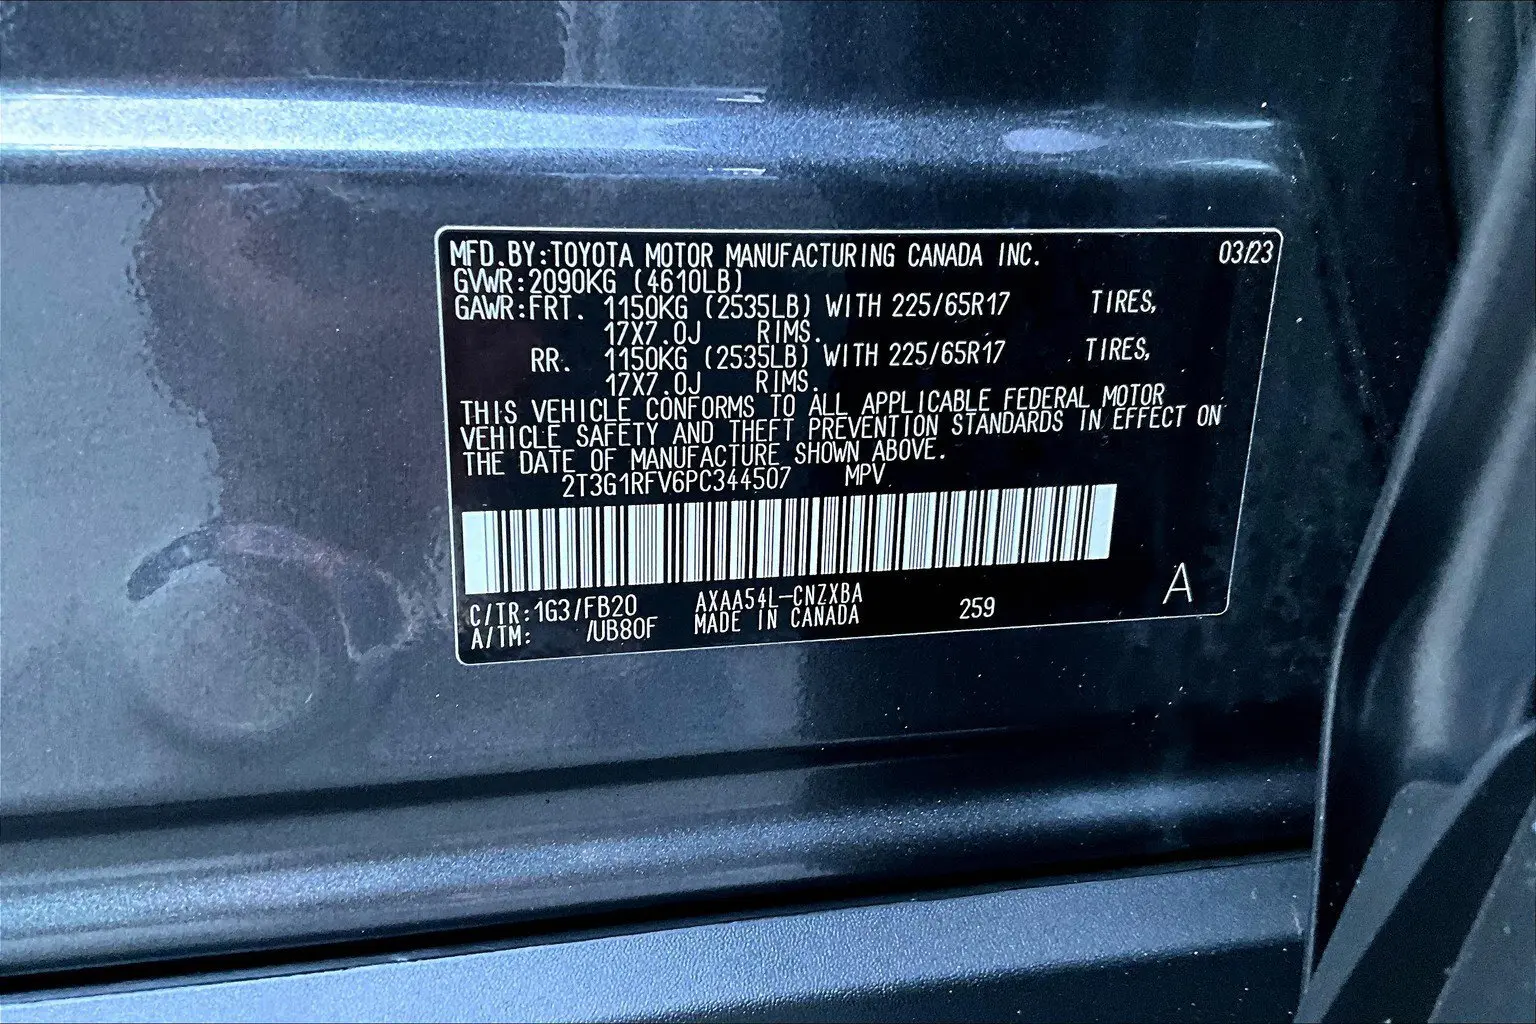 MFD.BY:TOYOTA MOTOR MANUFACTURING CANADA INC. 03/23
GVWR:2090KG (4610LB)
GAWR:FRT. 1150KG (2535LB) WITH 225/65R17 TIRES,
17X7.0J RIMS.
RR. 1150KG (2535LB) WITH 225/65R17 TIRES,
17X7.0J RIMS.
THIS VEHICLE CONFORMS TO ALL APPLICABLE FEDERAL MOTOR
VEHICLE SAFETY AND THEFT PREVENTION STANDARDS IN EFFECT ON
THE DATE OF MANUFACTURE SHOWN ABOVE.
2T3G1RFV6PC344507 MPV
C/TR:1G3/FB20 AXAA54L-CNZXBA 259 A
A/TM: /UB80F MADE IN CANADA